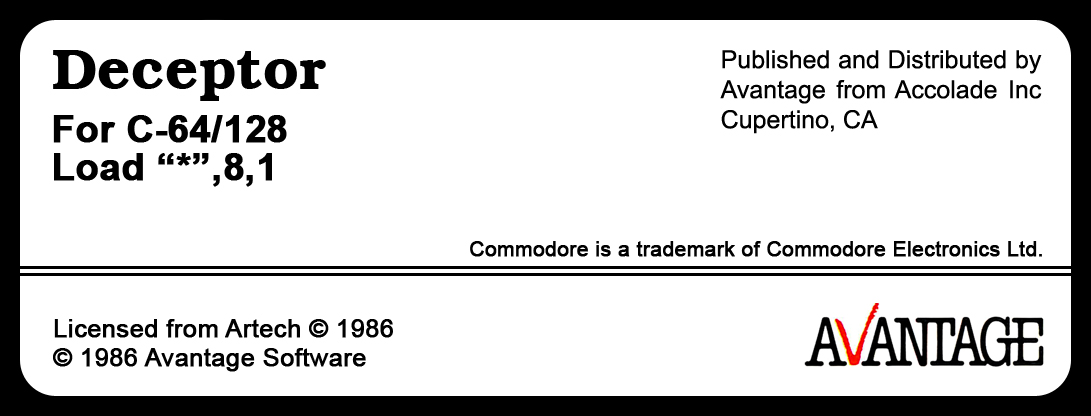 Deceptor
For C-64/128
Load “*”,8,1
Published and Distributed by
Avantage from Accolade Inc
Cupertino, CA
Commodore is a trademark of Commodore Electronics Ltd.
Licensed from Artech © 1986
© 1986 Avantage Software
AVANTAGE